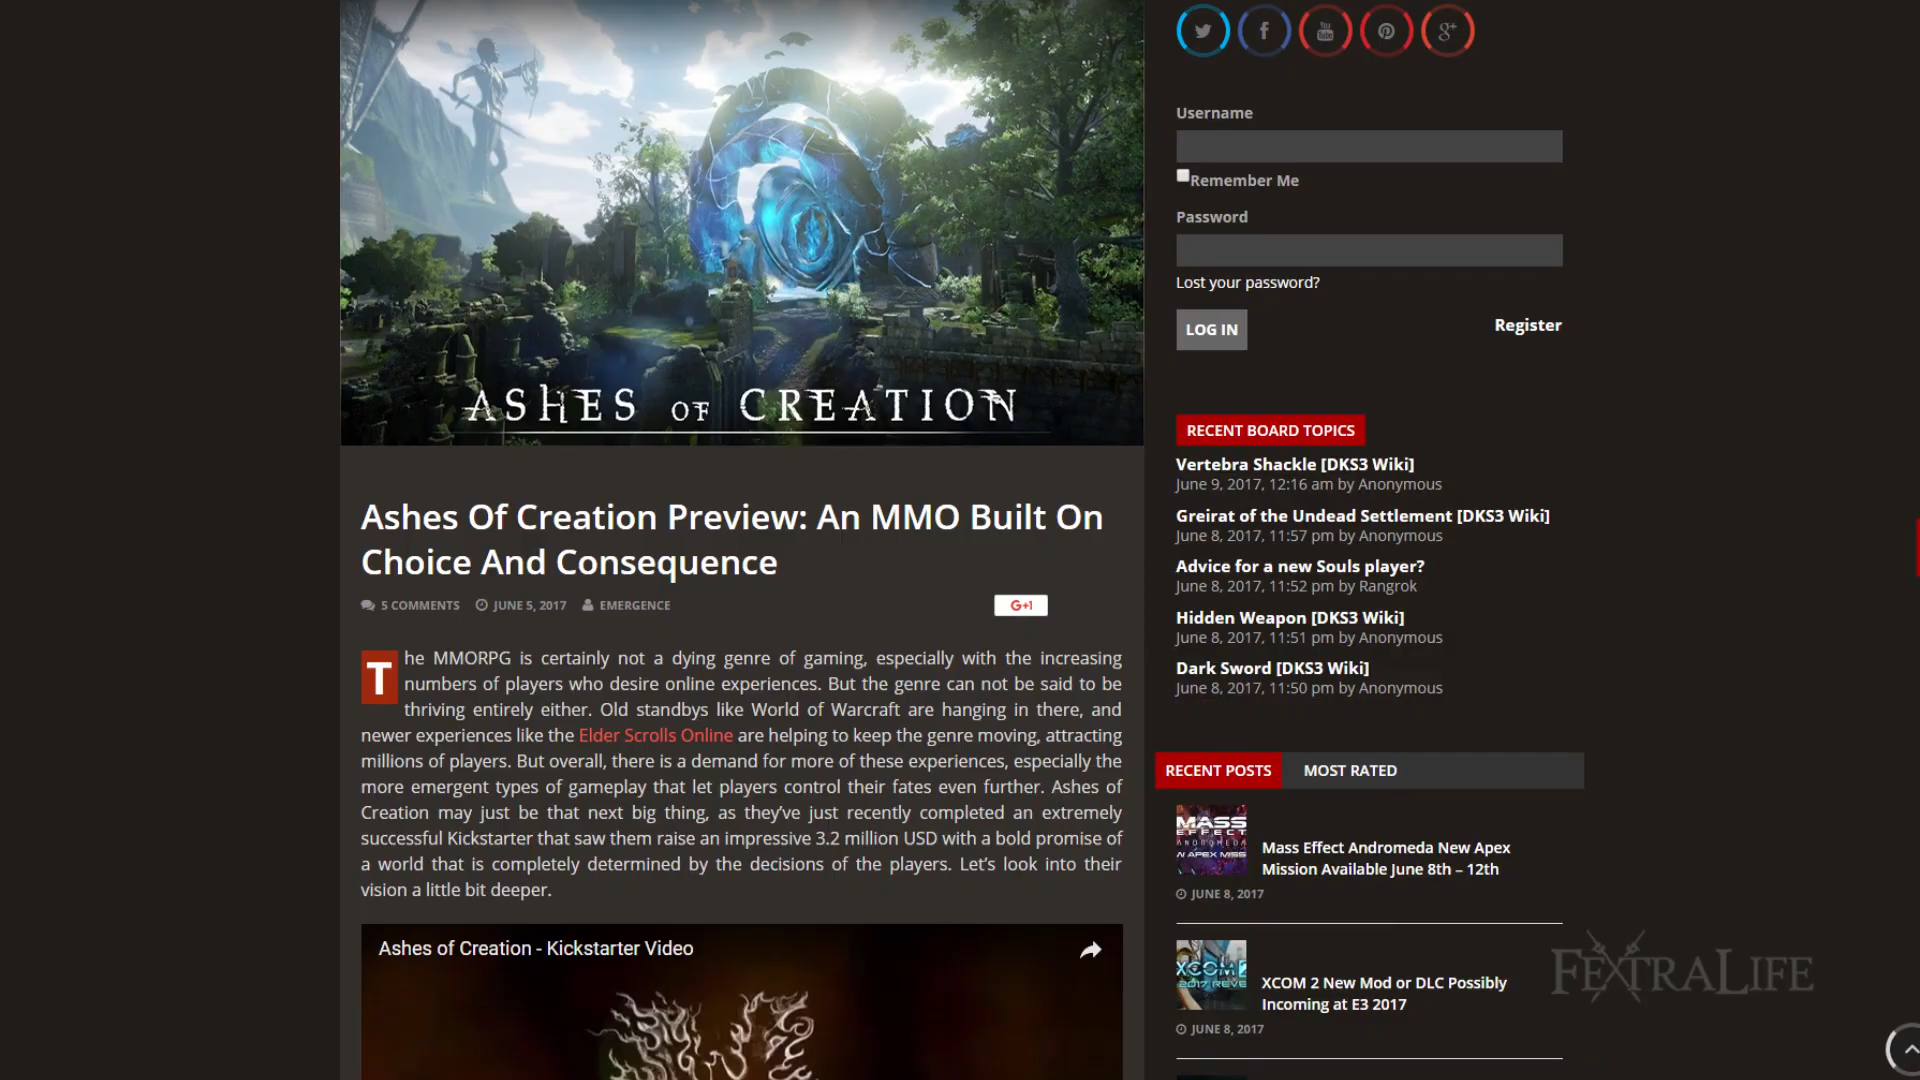 ASHES OF CREATION
Ashes Of Creation Preview: An MMO Built On
Choice And Consequence
5 COMMENTS JUNE 5, 2017 EMERGENCE
G+1
The MMORPG is certainly not a dying genre of gaming, especially with the increasing
numbers of players who desire online experiences. But the genre can not be said to be
thriving entirely either. Old standbys like World of Warcraft are hanging in there, and
newer experiences like the Elder Scrolls Online are helping to keep the genre moving, attracting
millions of players. But overall, there is a demand for more of these experiences, especially the
more emergent types of gameplay that let players control their fates even further. Ashes of
Creation may just be that next big thing, as they've just recently completed an extremely
successful Kickstarter that saw them raise an impressive 3.2 million USD with a bold promise of
a world that is completely determined by the decisions of the players. Let's look into their
vision a little bit deeper.
Ashes of Creation - Kickstarter Video
You Tube
g+
Username
Remember Me
Password
Lost your password?
LOG IN
Register
RECENT BOARD TOPICS
Vertebra Shackle [DKS3 Wiki]
June 9, 2017, 12:16 am by Anonymous
Greirat of the Undead Settlement [DKS3 Wiki]
June 8, 2017, 11:57 pm by Anonymous
Advice for a new Souls player?
June 8, 2017, 11:52 pm by Rangrok
Hidden Weapon [DKS3 Wiki]
June 8, 2017, 11:51 pm by Anonymous
Dark Sword [DKS3 Wiki]
June 8, 2017, 11:50 pm by Anonymous
RECENT POSTS MOST RATED
MASS
EFFECT
ANDROMEDA
W APEX MISS
Mass Effect Andromeda New Apex
Mission Available June 8th – 12th
JUNE 8, 2017
XCOM 2
2017 REVE
XCOM 2 New Mod or DLC Possibly
Incoming at E3 2017
JUNE 8, 2017
FEXTRALIFE